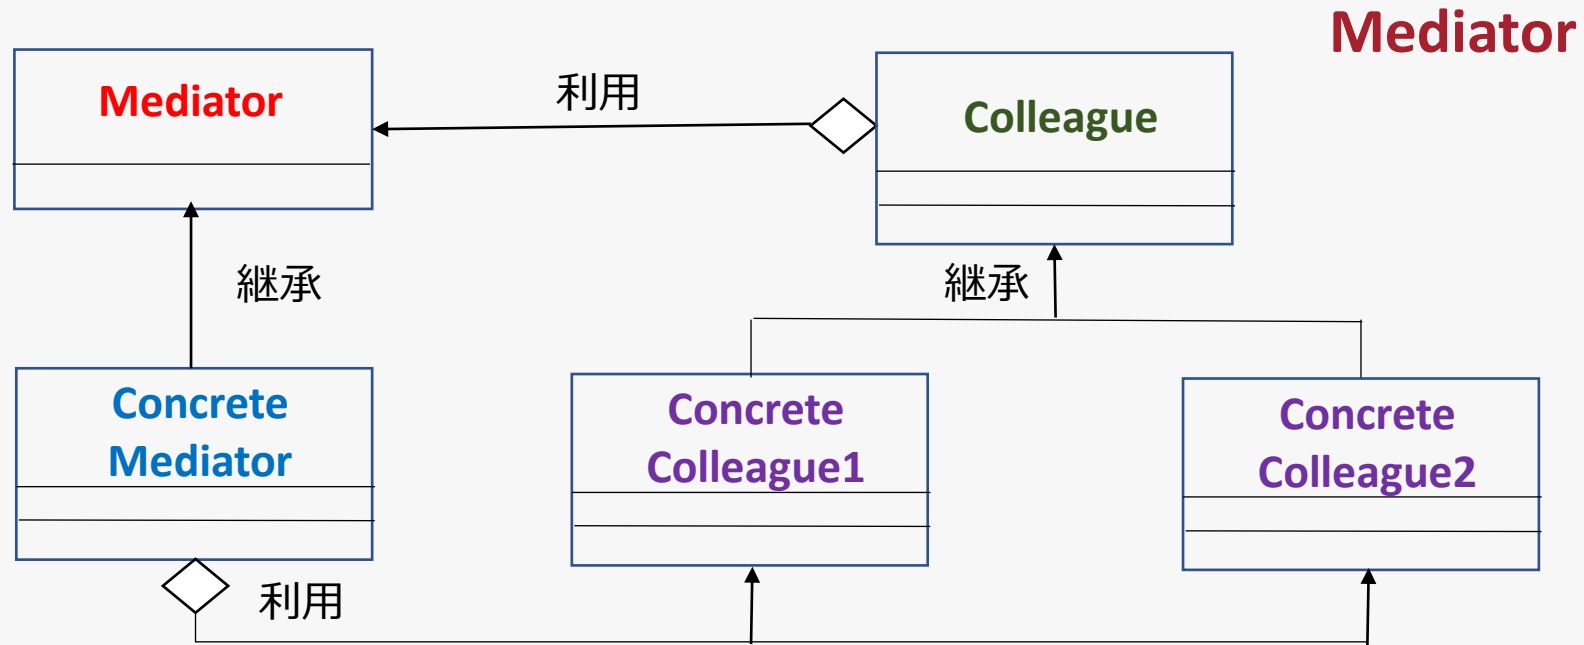 Mediator
Mediator
利用
Colleague
継承
継承
Concrete
Mediator
Concrete
Colleague1
Concrete
Colleague2
利用